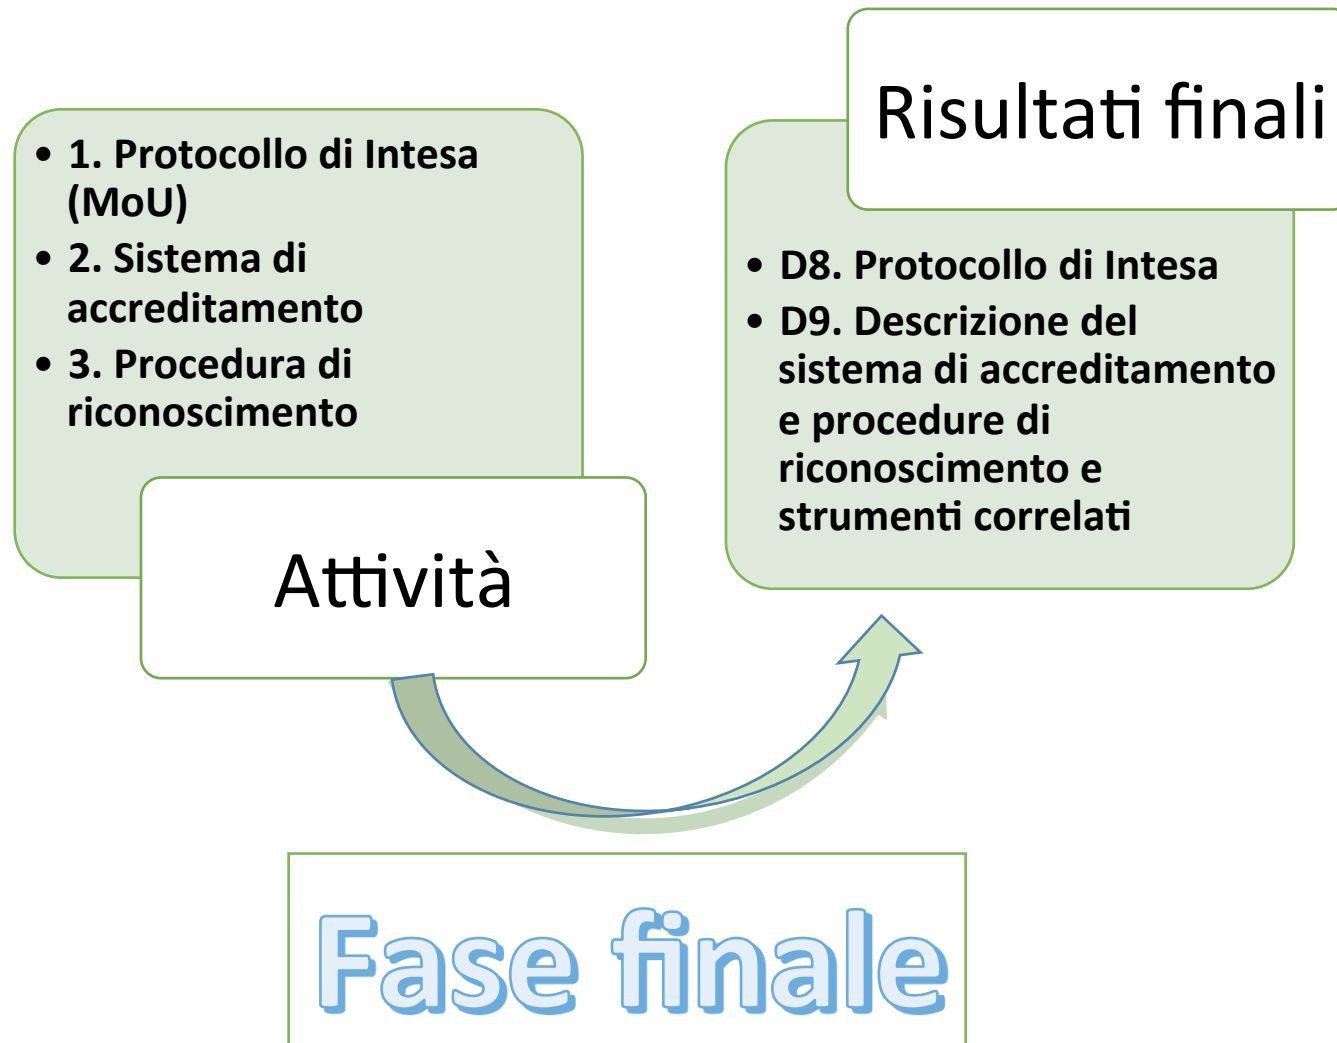 • 1. Protocollo di Intesa
(MoU)
• 2. Sistema di
accreditamento
• 3. Procedura di
riconoscimento
Attività
Risultati finali
• D8. Protocollo di Intesa
• D9. Descrizione del
sistema di accreditamento
e procedure di
riconoscimento e
strumenti correlati
Fase finale